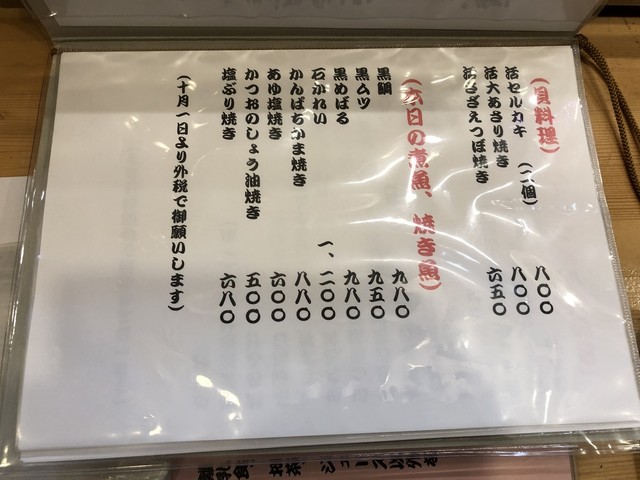 (貝料理)
活セルカキ (二個) 八〇〇
活大あさり焼き 八〇〇
活さざえつぼ焼き 六五〇
(本日の煮魚、焼き魚)
黒鯛 九八〇
黒ムツ 九五〇
黒めばる 九八〇
石かれい 一、二〇〇
かんぱちかま焼き 八八〇
あゆ塩焼き 六〇〇
かつおのしょう油焼き 五〇〇
塩ぶり焼き 六八〇
(十月一日より外税で御願いします)